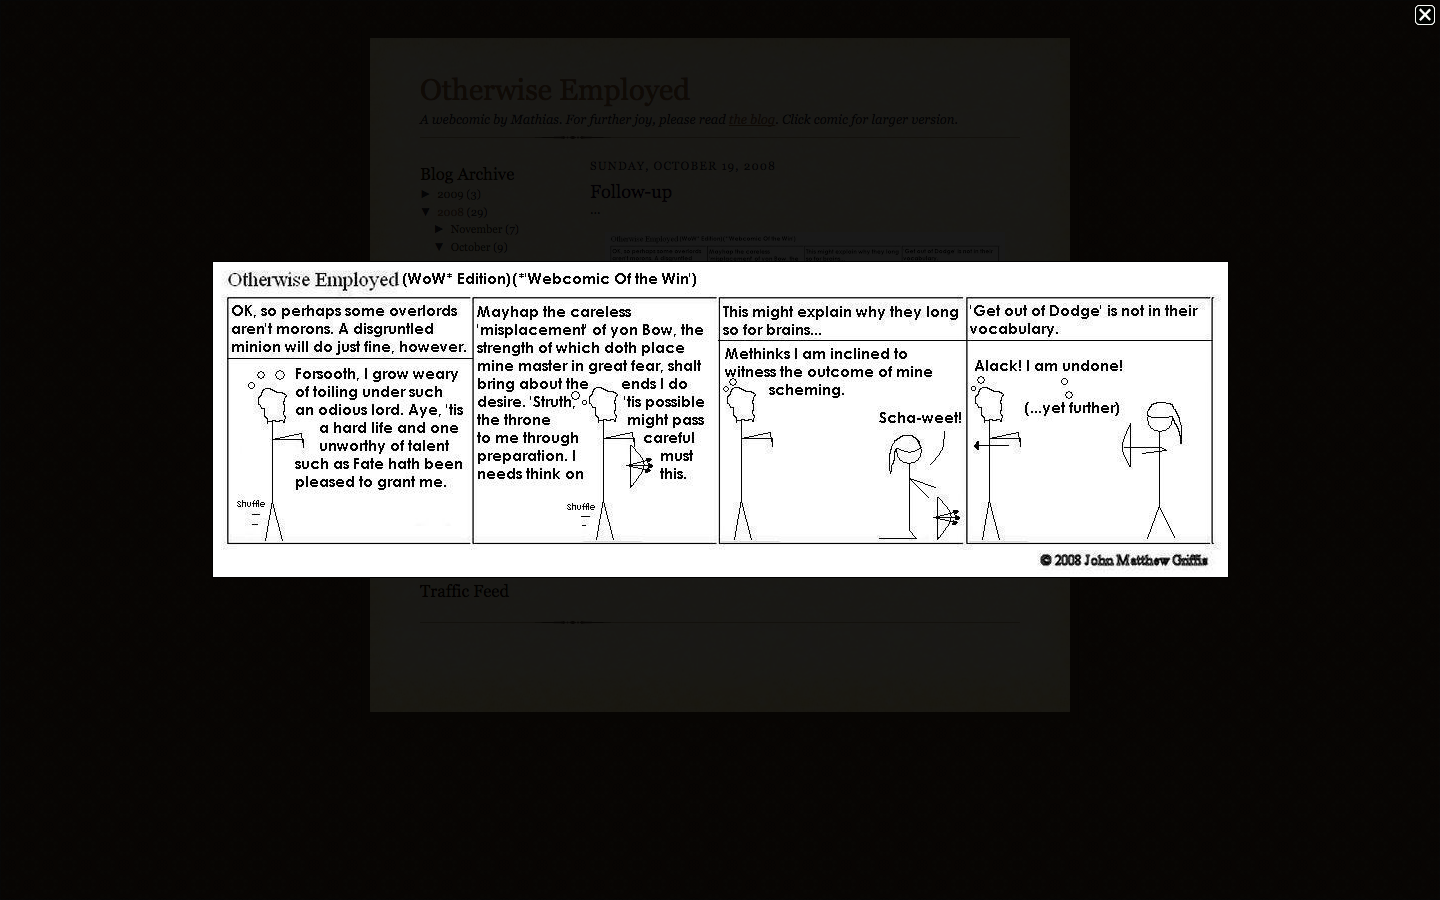 Otherwise Employed
A webcomic by Mathias. For further joy, please read the blog. Click comic for larger version.
Blog Archive
► 2009 (3)
▼ 2008 (29)
► November (7)
▼ October (9)
SUNDAY, OCTOBER 19, 2008
Follow-up
...
Otherwise Employed (WoW* Edition)(*'Webcomic Of the Win')
OK, so perhaps some overlords
aren't morons. A disgruntled
minion will do just fine, however.
Forsooth, I grow weary
of toiling under such
an odious lord. Aye, 'tis
a hard life and one
unworthy of talent
such as Fate hath been
pleased to grant me.
Shuffle
Mayhap the careless
'misplacement' of yon Bow, the
strength of which doth place
mine master in great fear, shalt
bring about the ends I do
desire. 'Struth, 'tis possible
the throne might pass
to me through careful
preparation. I must
needs think on this.
Shuffle
This might explain why they long
so for brains...
Methinks I am inclined to
witness the outcome of mine
scheming.
Scha-weet!
'Get out of Dodge' is not in their
vocabulary.
Alack! I am undone!
(...yet further)
© 2008 John Matthew Griffis
Traffic Feed